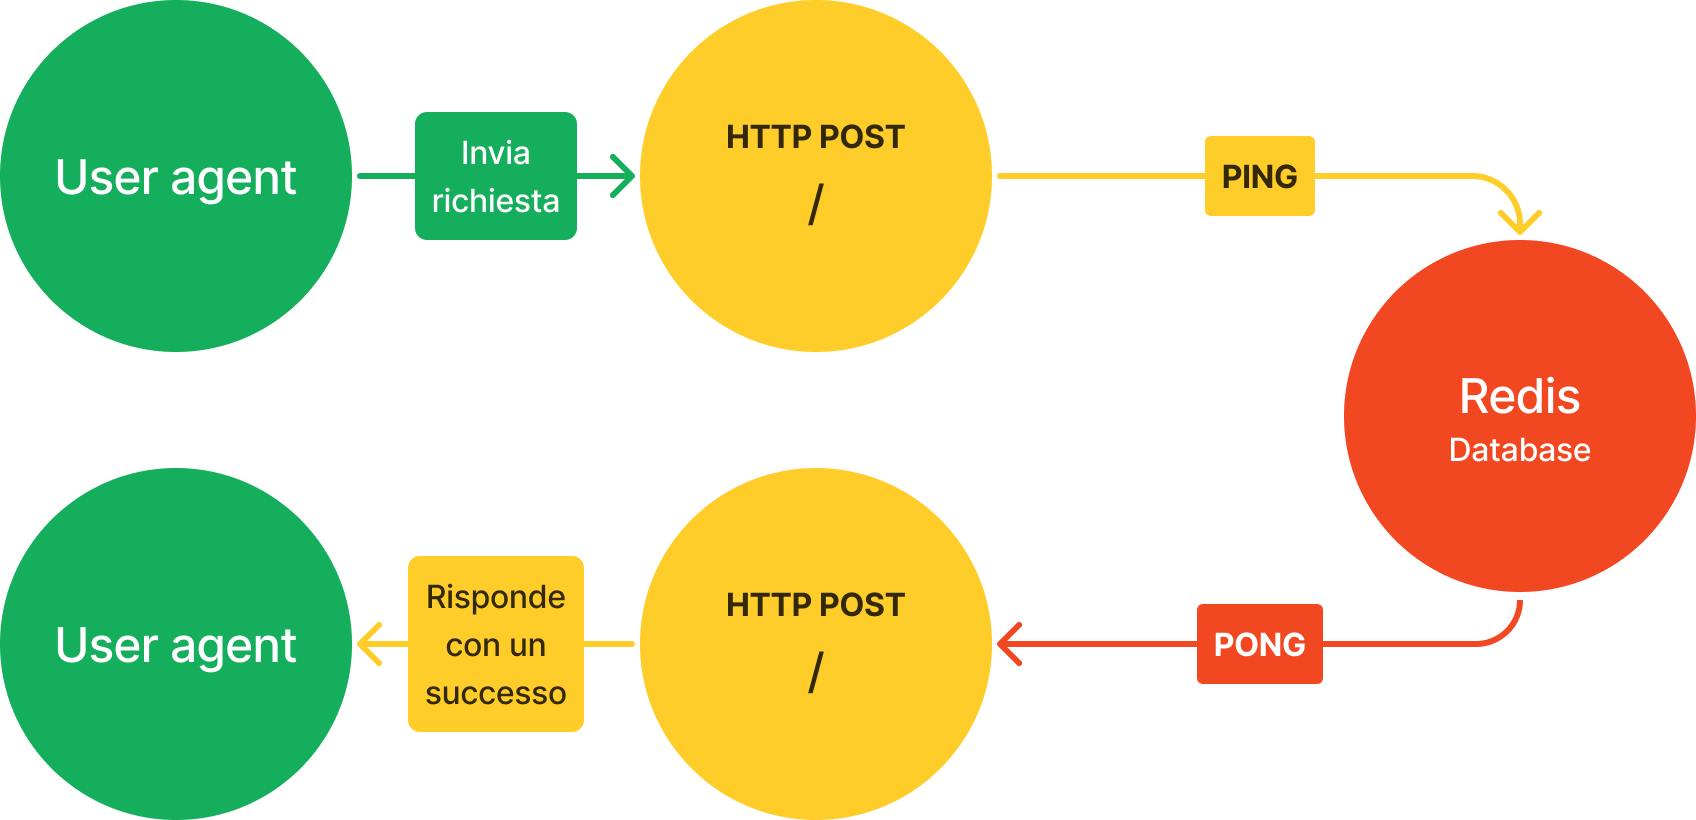 User agent
Invia
richiesta
HTTP POST
/
PING
Redis
Database
User agent
Risponde
con un
successo
HTTP POST
/
PONG